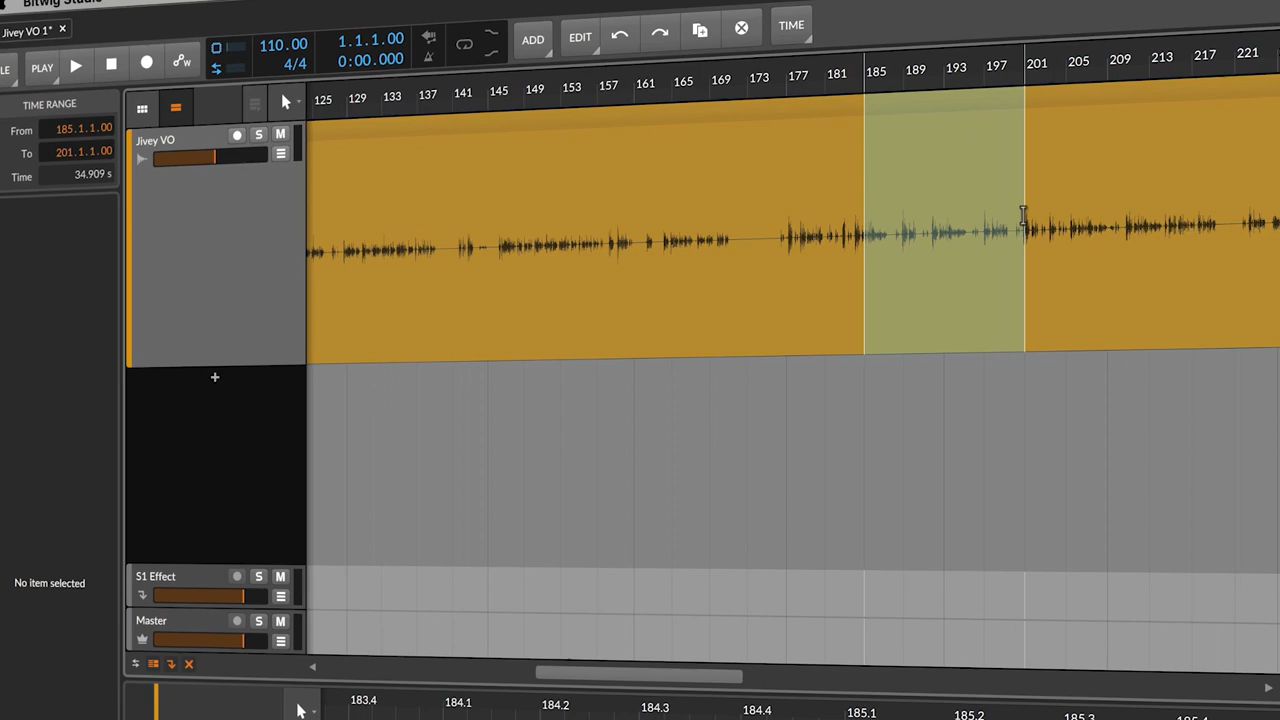 Bitwig Studio
Jivey VO 1* ×
LE PLAY 110.00 4/4 1.1.1.00 0:00.000 ADD EDIT TIME
TIME RANGE
From 185.1.1.00
To 201.1.1.00
Time 34.909 s
125 129 133 137 141 145 149 153 157 161 165 169 173 177 181 185 189 193 197 201 205 209 213 217 221
Jivey VO S M
+
No item selected
S1 Effect S M
Master S M
183.4 184.1 184.2 184.3 184.4 185.1 185.2 185.3 185.4